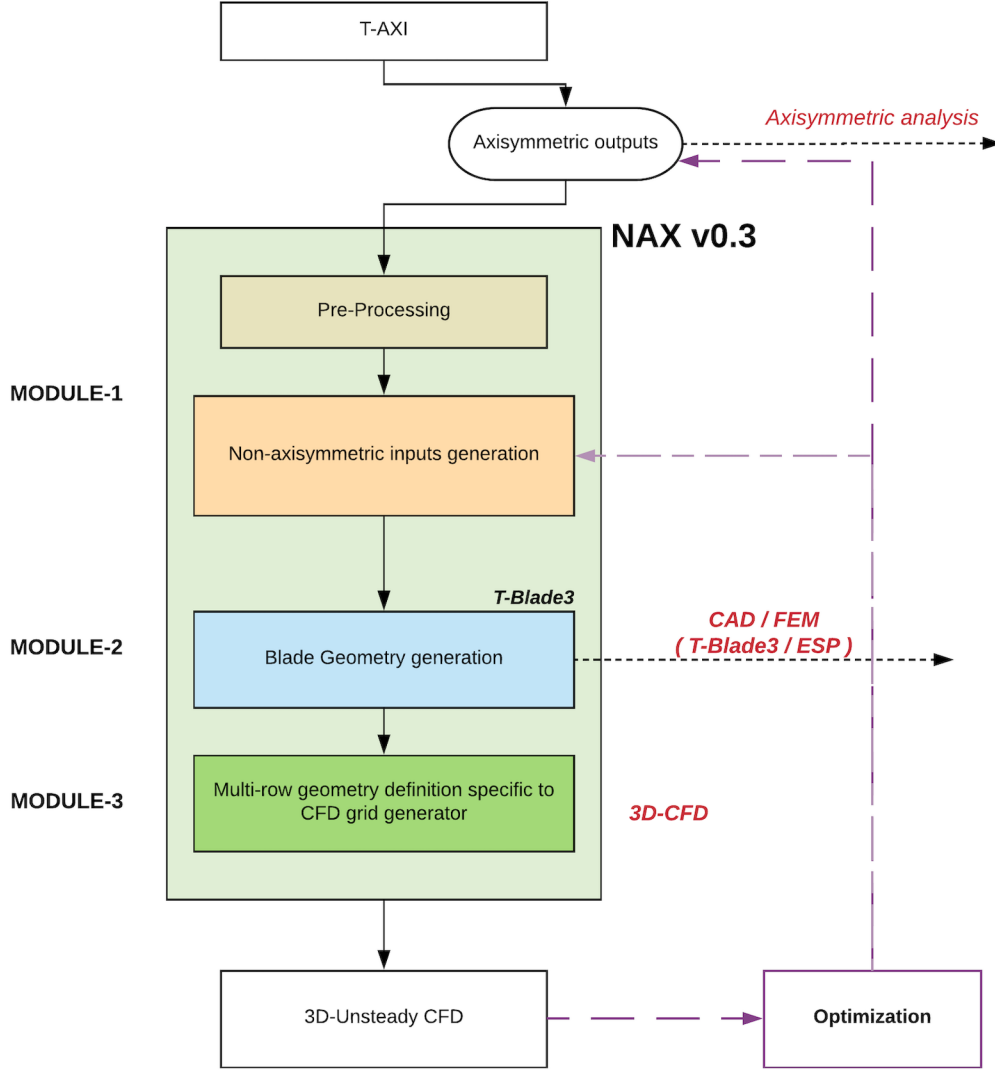 T-AXI
Axisymmetric analysis
Axisymmetric outputs
NAX v0.3
Pre-Processing
MODULE-1
Non-axisymmetric inputs generation
T-Blade3
CAD / FEM
( T-Blade3 / ESP )
MODULE-2
Blade Geometry generation
MODULE-3
Multi-row geometry definition specific to
CFD grid generator
3D-CFD
3D-Unsteady CFD
Optimization